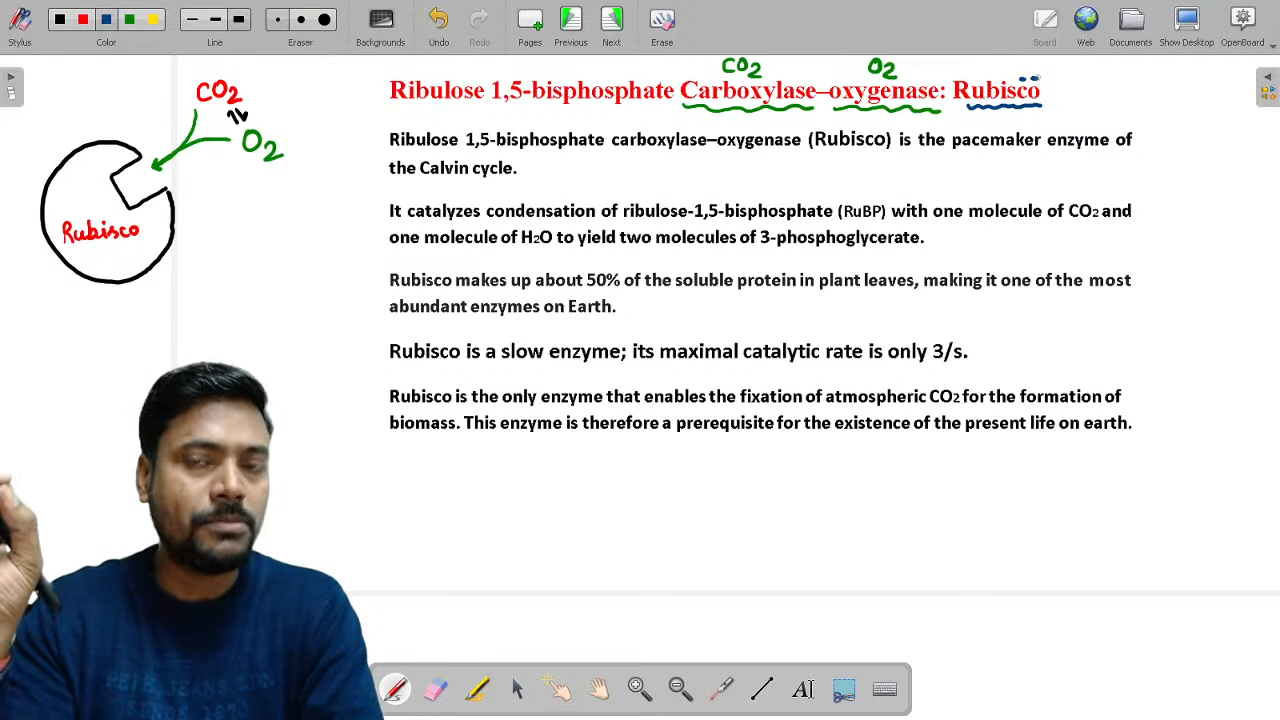 Stylus
Color
Line
Eraser
Backgrounds
Undo
Redo
Pages
Previous
Next
Erase
Board
Web
Documents
Show Desktop
OpenBoard
CO2
O2
Ribulose 1,5-bisphosphate Carboxylase–oxygenase: Rubisco
CO2
O2
Rubisco
Ribulose 1,5-bisphosphate carboxylase–oxygenase (Rubisco) is the pacemaker enzyme of
the Calvin cycle.
It catalyzes condensation of ribulose-1,5-bisphosphate (RuBP) with one molecule of CO2 and
one molecule of H2O to yield two molecules of 3-phosphoglycerate.
Rubisco makes up about 50% of the soluble protein in plant leaves, making it one of the most
abundant enzymes on Earth.
Rubisco is a slow enzyme; its maximal catalytic rate is only 3/s.
Rubisco is the only enzyme that enables the fixation of atmospheric CO2 for the formation of
biomass. This enzyme is therefore a prerequisite for the existence of the present life on earth.
PEPE JEANS LON